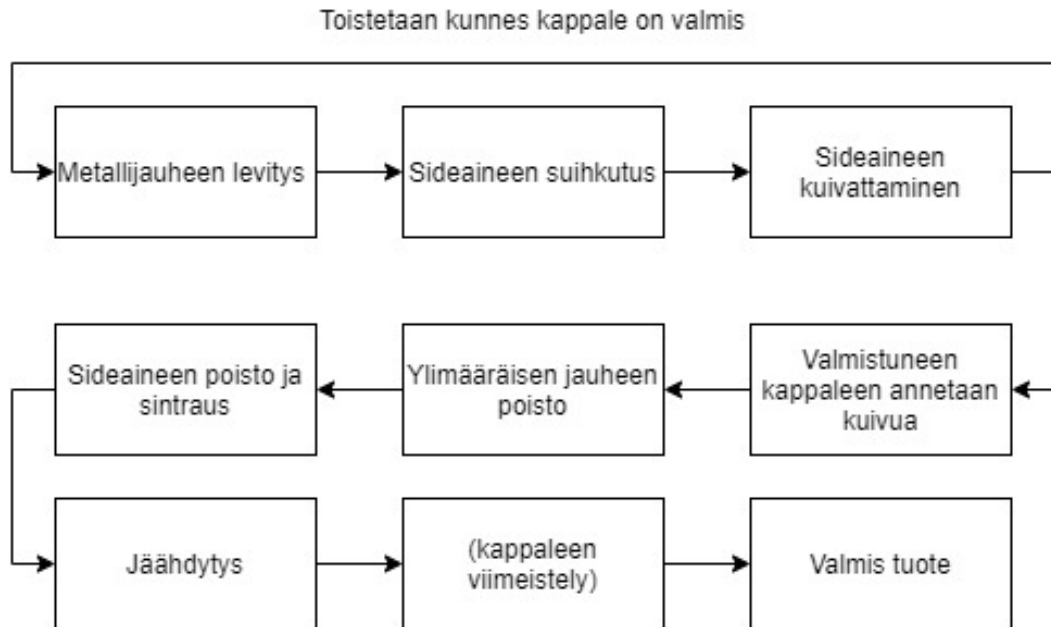 Toistetaan kunnes kappale on valmis
Metallijauheen levitys
Sideaineen suihkutus
Sideaineen
kuivattaminen
Valmistuneen
kappaleen annetaan
kuivua
Ylimääräisen jauheen
poisto
Sideaineen poisto ja
sintraus
Jäähdytys
(kappaleen
viimeistely)
Valmis tuote